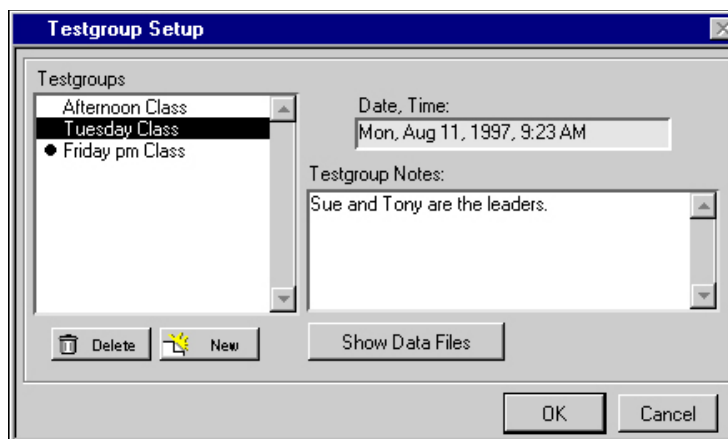 Testgroup Setup
Testgroups
Afternoon Class
Tuesday Class
Friday pm Class
Date, Time:
Mon, Aug 11, 1997, 9:23 AM
Testgroup Notes:
Sue and Tony are the leaders.
Delete
New
Show Data Files
OK
Cancel